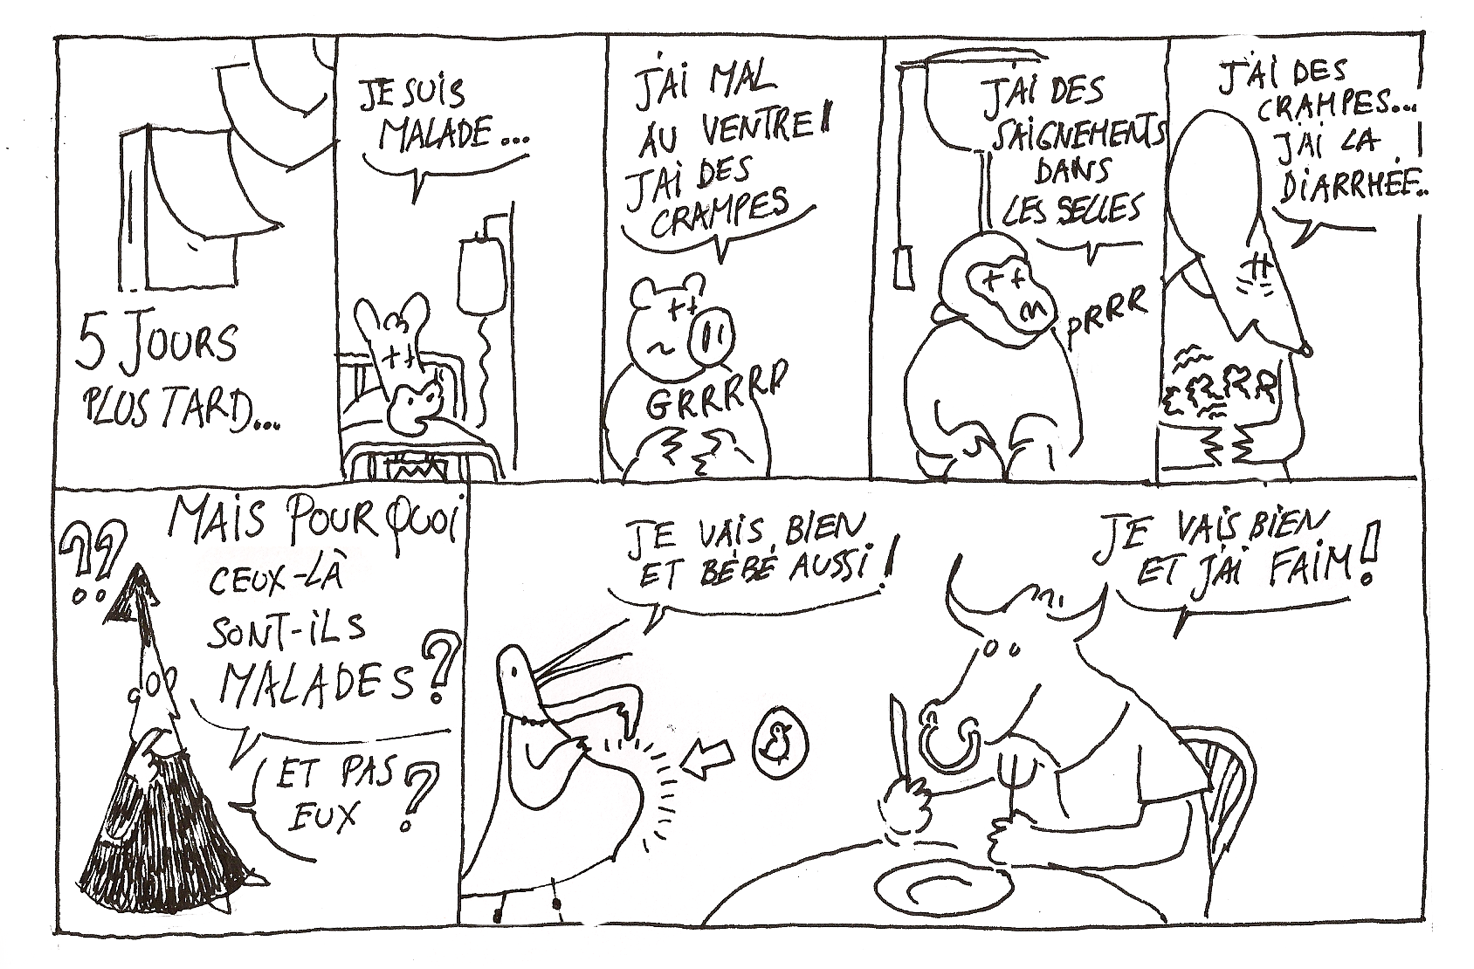 5 JOURS
PLUS TARD...
JE SUIS
MALADE...
J'AI MAL
AU VENTRE!
J'AI DES
CRAMPES
GRRRRR
J'AI DES
SAIGNEMENTS
DANS
LES SELLES
PRRR
J'AI DES
CRAMPES...
J'AI LA
DIARRHÉE..
GRRRR
??
MAIS POURQUOI
CEUX-LÀ
SONT-ILS
MALADES?
ET PAS
EUX?
JE VAIS BIEN
ET BÉBÉ AUSSI!
JE VAIS BIEN
ET J'AI FAIM!